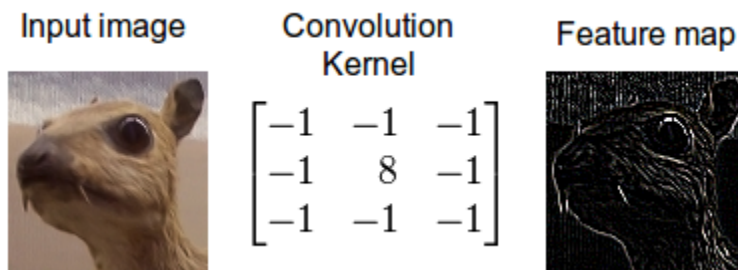 Input image
Convolution
Kernel
Feature map
−1 −1 −1
−1 8 −1
−1 −1 −1